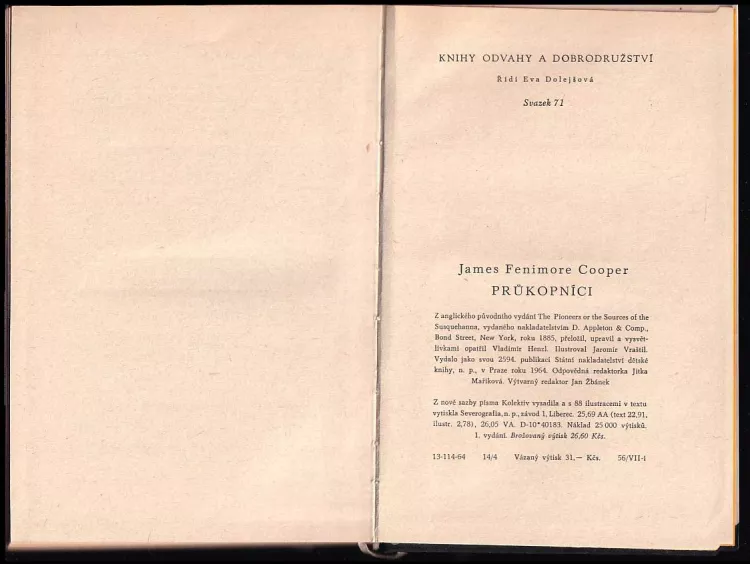 KNIHY ODVAHY A DOBRODRUŽSTVÍ
Řídí Eva Dolejšová
Svazek 71
James Fenimore Cooper
PRŮKOPNÍCI
Z anglického původního vydání The Pioneers or the Sources of the
Susquehanna, vydaného nakladatelstvím D. Appleton & Comp.,
Bond Street, New York, roku 1885, přeložil, upravil a vysvět-
livkami opatřil Vladimír Henzl. Ilustroval Jaromír Vraštil.
Vydalo jako svou 2594. publikaci Státní nakladatelství dětské
knihy, n. p., v Praze roku 1964. Odpovědná redaktorka Jitka
Maříková. Výtvarný redaktor Jan Žbánek
Z nové sazby písma Kolektiv vysadila a s 88 ilustracemi v textu
vytiskla Severografia, n. p., závod 1, Liberec. 25,69 AA (text 22,91,
ilustr. 2,78), 26,05 VA. D-10*40183. Náklad 25 000 výtisků.
1. vydání. Brožovaný výtisk 26,60 Kčs.
13-114-64 14/4 Vázaný výtisk 31,— Kčs. 56/VII-1